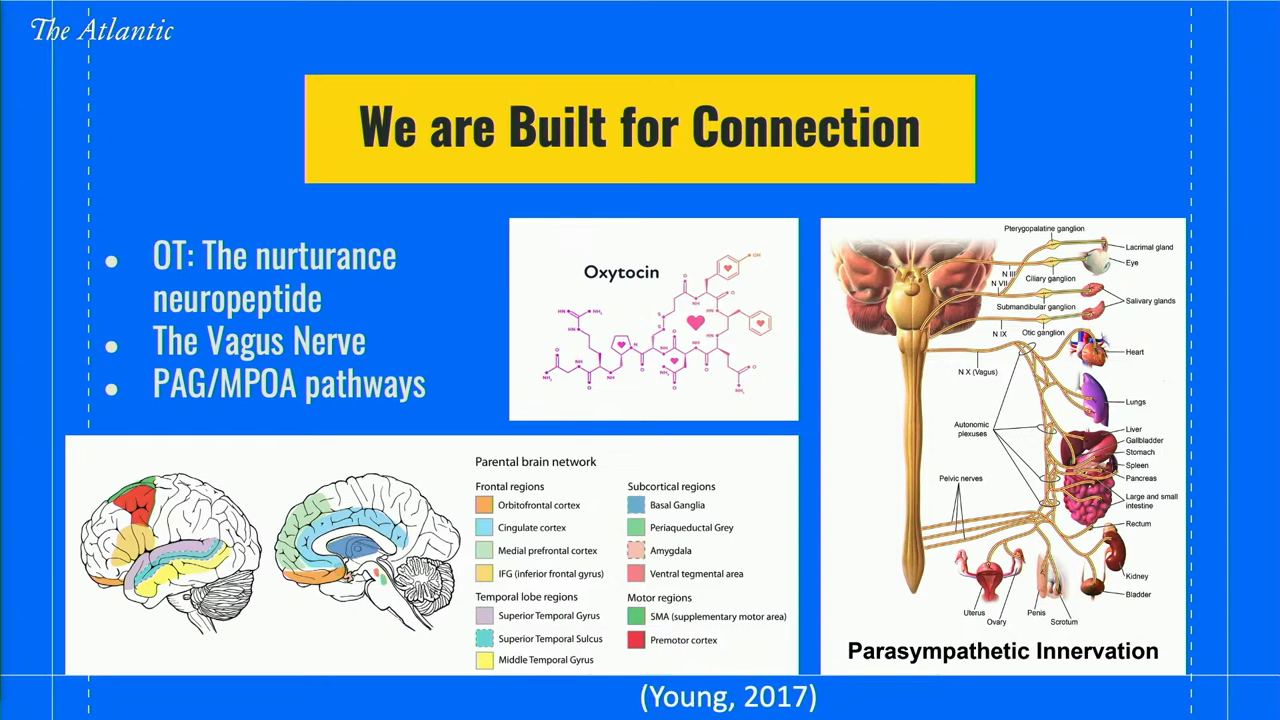 The Atlantic
We are Built for Connection
• OT: The nurturance
neuropeptide
• The Vagus Nerve
• PAG/MPOA pathways
Oxytocin
Parental brain network
Frontal regions
Orbitofrontal cortex
Cingulate cortex
Medial prefrontal cortex
IFG (inferior frontal gyrus)
Temporal lobe regions
Superior Temporal Gyrus
Superior Temporal Sulcus
Middle Temporal Gyrus
Subcortical regions
Basal Ganglia
Periaqueductal Grey
Amygdala
Ventral tegmental area
Motor regions
SMA (supplementary motor area)
Premotor cortex
Pterygopalatine ganglion
Lacrimal gland
Eye
N III
Ciliary ganglion
N VII
Salivary glands
Submandibular ganglion
N IX
Otic ganglion
Heart
N X (Vagus)
Lungs
Autonomic
plexuses
Liver
Gallbladder
Stomach
Spleen
Pancreas
Pelvic nerves
Large and small
intestine
Rectum
Kidney
Bladder
Uterus
Ovary
Penis
Scrotum
Parasympathetic Innervation
(Young, 2017)